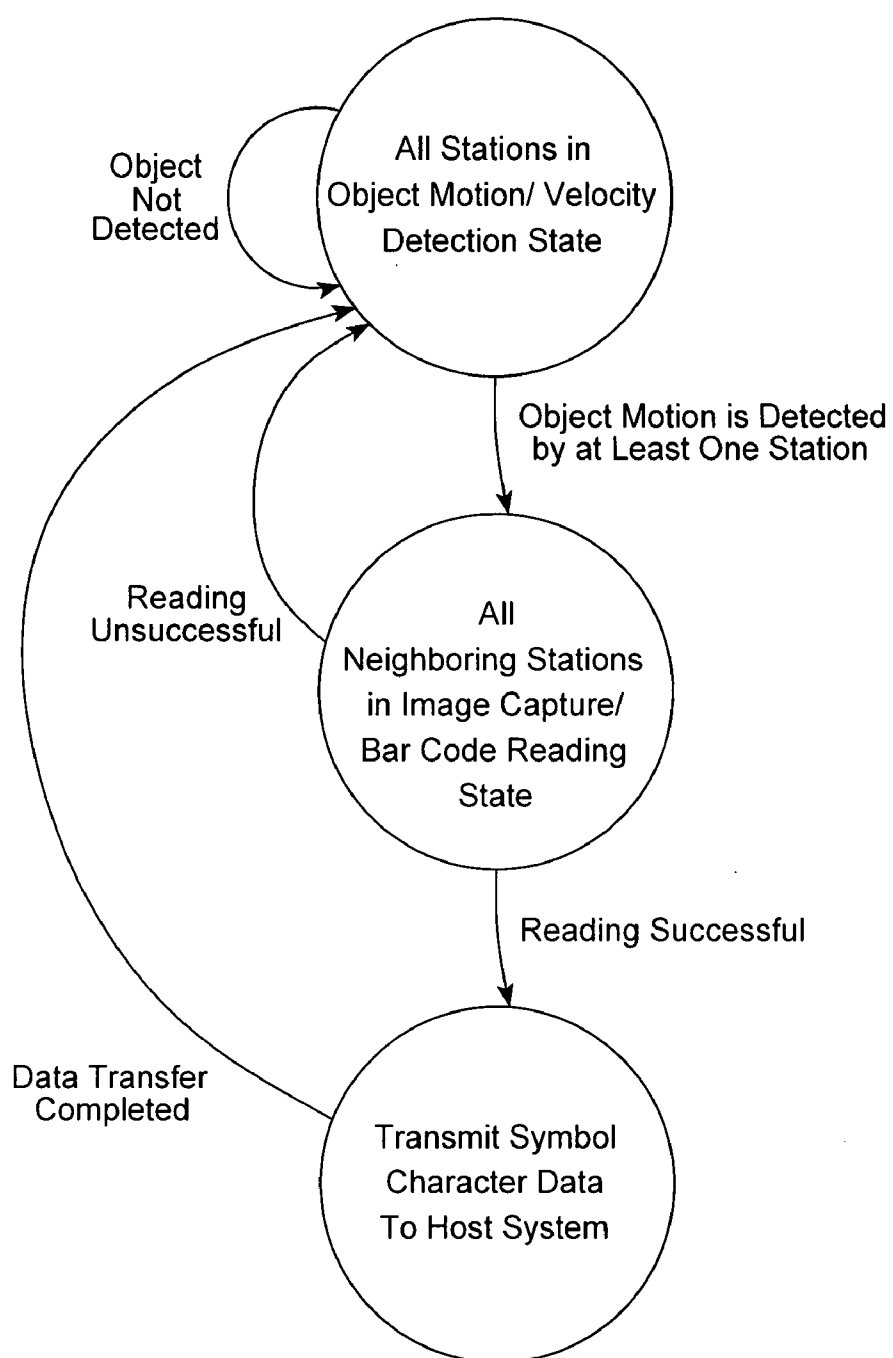 All Stations in
Object Motion/ Velocity
Detection State
Object
Not
Detected
Object Motion is Detected
by at Least One Station
Reading
Unsuccessful
All
Neighboring Stations
in Image Capture/
Bar Code Reading
State
Reading Successful
Data Transfer
Completed
Transmit Symbol
Character Data
To Host System